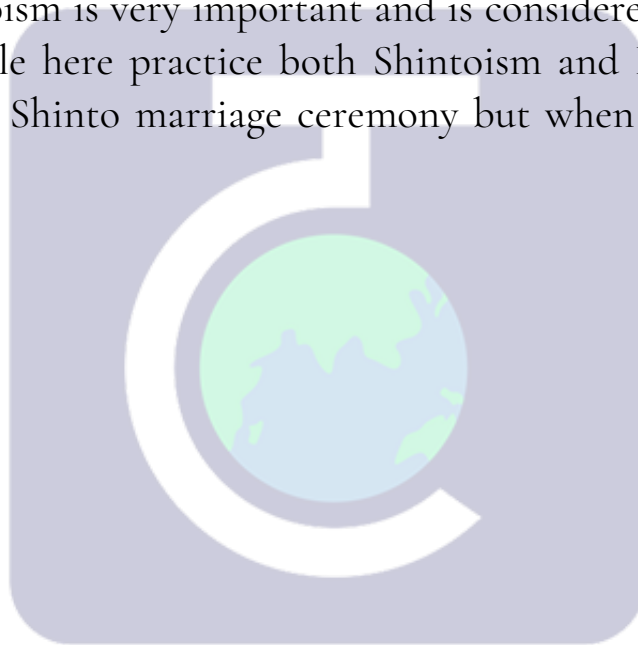 is very important and is
here practice both Shintoism and
Shinto marriage ceremony but when